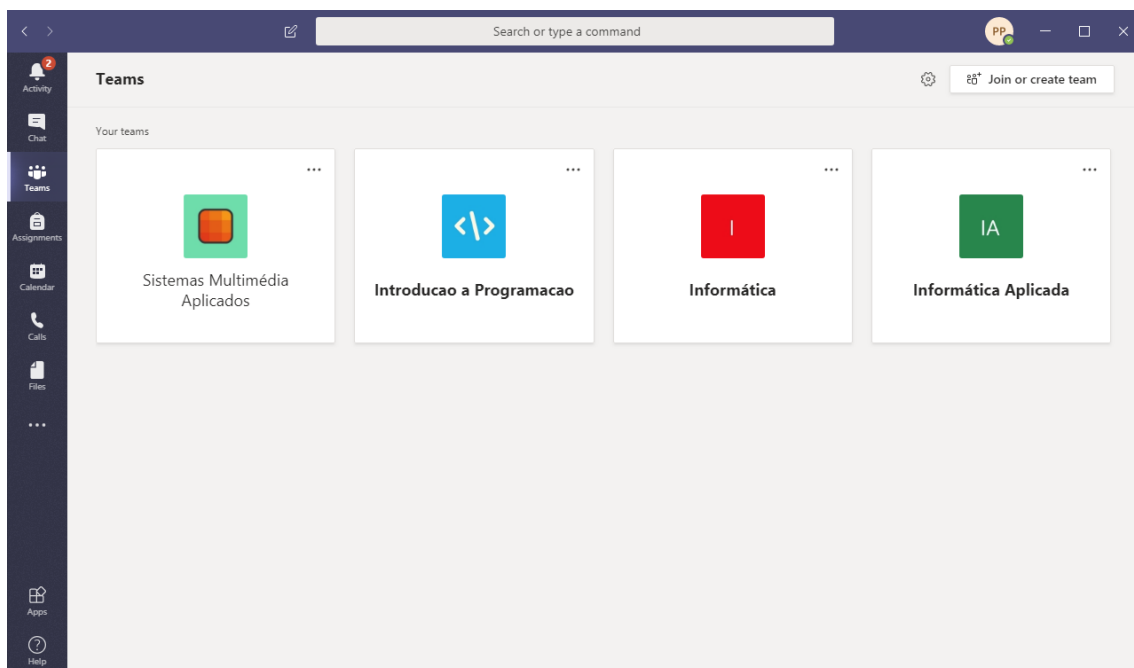 Search or type a command
PP
2
Activity
Chat
Teams
Assignments
Calendar
Calls
Files
Apps
Help
Teams
Join or create team
Your teams
Sistemas Multimédia
Aplicados
Introducao a Programacao
I
Informática
IA
Informática Aplicada